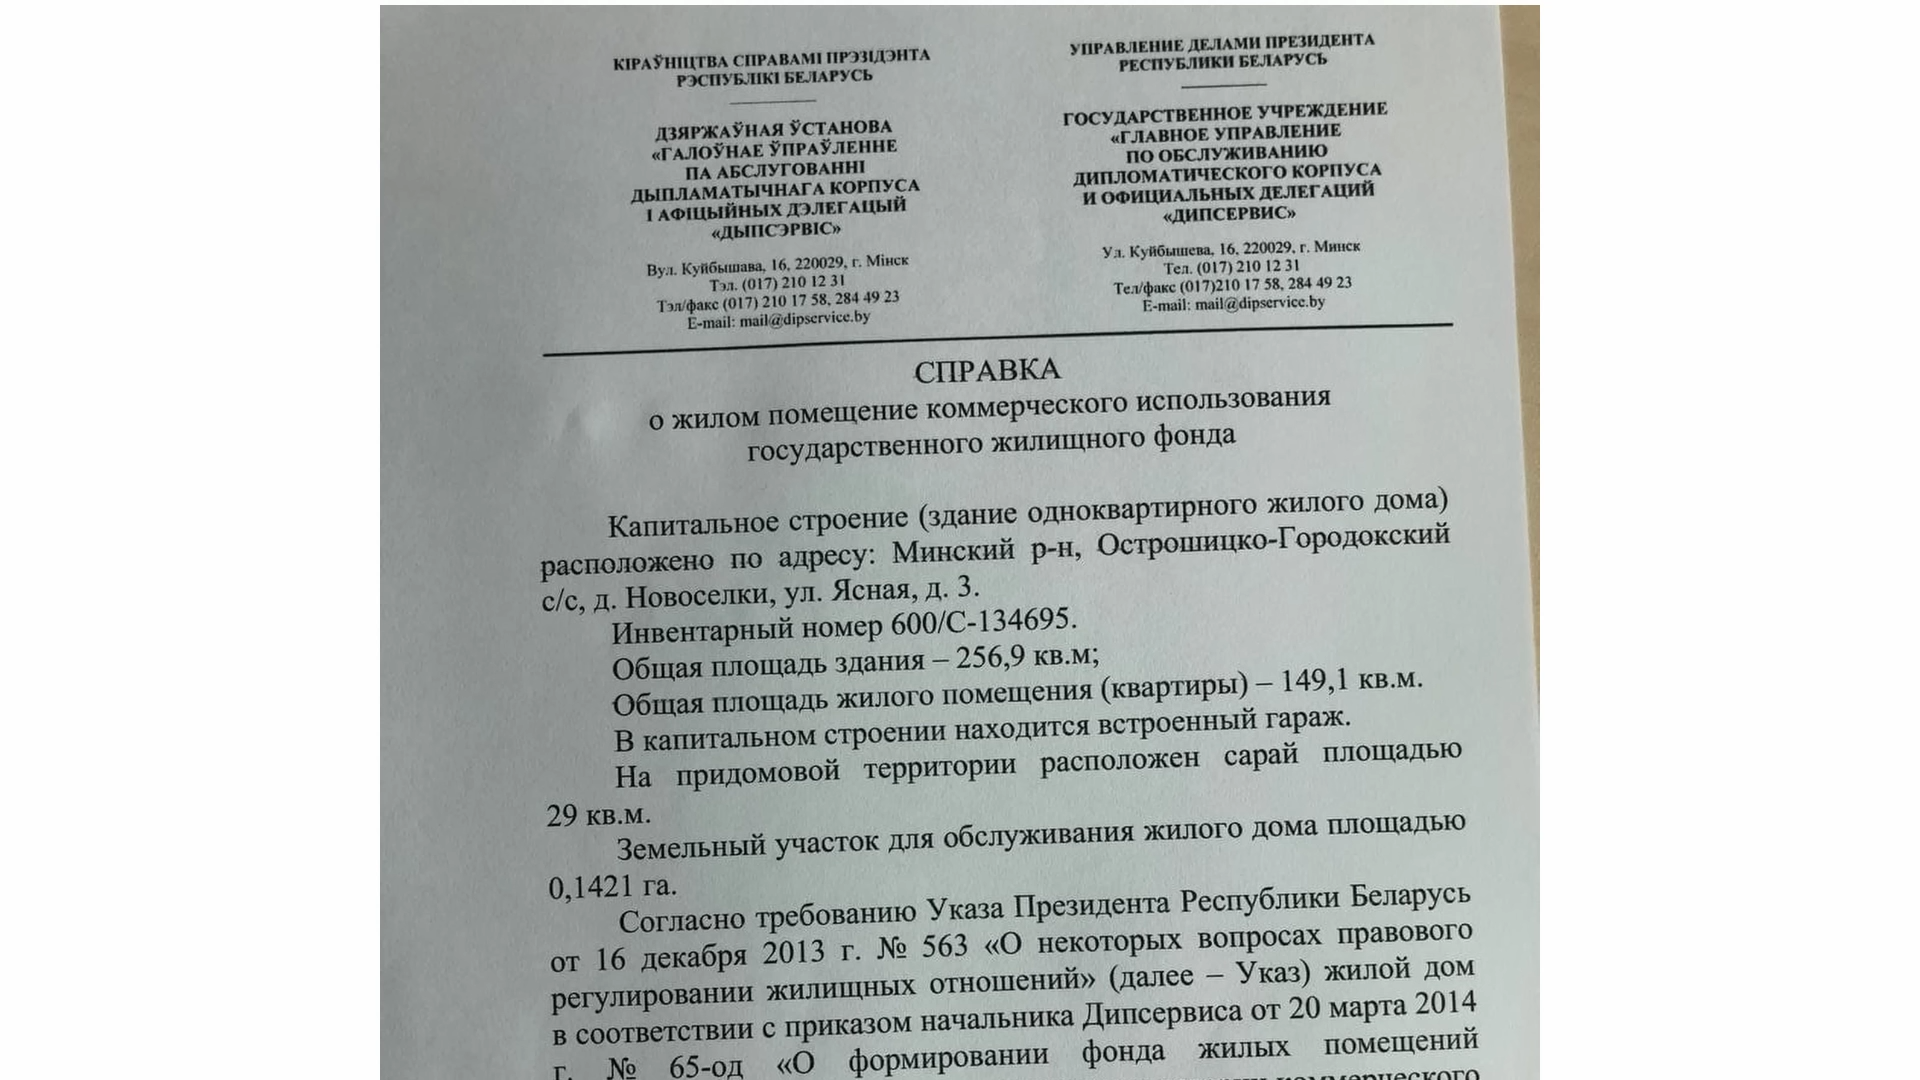 КІРАЎНІЦТВА СПРАВАМІ ПРЭЗІДЭНТА
РЭСПУБЛІКІ БЕЛАРУСЬ
ДЗЯРЖАЎНАЯ ЎСТАНОВА
«ГАЛОЎНАЕ ЎПРАЎЛЕННЕ
ПА АБСЛУГОВАННІ
ДЫПЛАМАТЫЧНАГА КОРПУСА
І АФІЦЫЙНЫХ ДЭЛЕГАЦЫЙ
«ДЫПСЭРВІС»
Вул. Куйбышава, 16, 220029, г. Мінск
Тэл. (017) 210 12 31
Тэл/факс (017) 210 17 58, 284 49 23
E-mail: mail@dipservice.by
УПРАВЛЕНИЕ ДЕЛАМИ ПРЕЗИДЕНТА
РЕСПУБЛИКИ БЕЛАРУСЬ
ГОСУДАРСТВЕННОЕ УЧРЕЖДЕНИЕ
«ГЛАВНОЕ УПРАВЛЕНИЕ
ПО ОБСЛУЖИВАНИЮ
ДИПЛОМАТИЧЕСКОГО КОРПУСА
И ОФИЦИАЛЬНЫХ ДЕЛЕГАЦИЙ
«ДИПСЕРВИС»
Ул. Куйбышева, 16, 220029, г. Минск
Тел. (017) 210 12 31
Тел/факс (017)210 17 58, 284 49 23
E-mail: mail@dipservice.by
СПРАВКА
о жилом помещение коммерческого использования
государственного жилищного фонда
Капитальное строение (здание одноквартирного жилого дома)
расположено по адресу: Минский р-н, Острошицко-Городокский
с/с, д. Новоселки, ул. Ясная, д. 3.
Инвентарный номер 600/С-134695.
Общая площадь здания – 256,9 кв.м;
Общая площадь жилого помещения (квартиры) – 149,1 кв.м.
В капитальном строении находится встроенный гараж.
На придомовой территории расположен сарай площадью
29 кв.м.
Земельный участок для обслуживания жилого дома площадью
0,1421 га.
Согласно требованию Указа Президента Республики Беларусь
от 16 декабря 2013 г. № 563 «О некоторых вопросах правового
регулировании жилищных отношений» (далее – Указ) жилой дом
в соответствии с приказом начальника Дипсервиса от 20 марта 2014
г. № 65-од «О формировании фонда жилых помещений
коммерческого